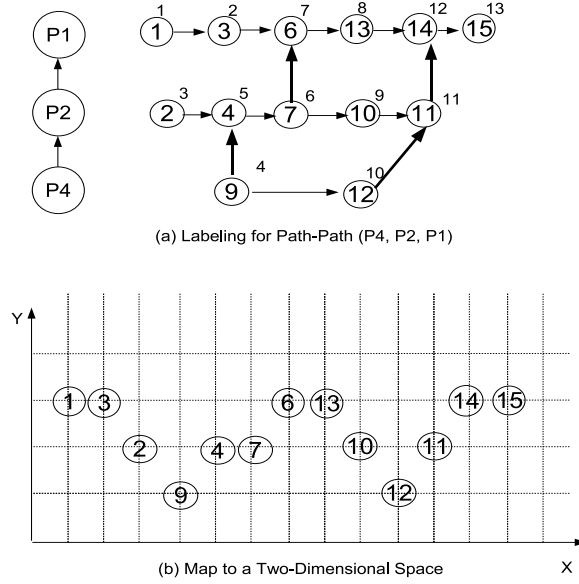 1 2 7 8 12 13
P1 1 3 6 13 14 15
3 5 6 9 11
P2 2 4 7 10 11
4 10
P4 9 12
(a) Labeling for Path-Path (P4, P2, P1)
Y
1 3 6 13 14 15
2 4 7 10 11
9 12
(b) Map to a Two-Dimensional Space X